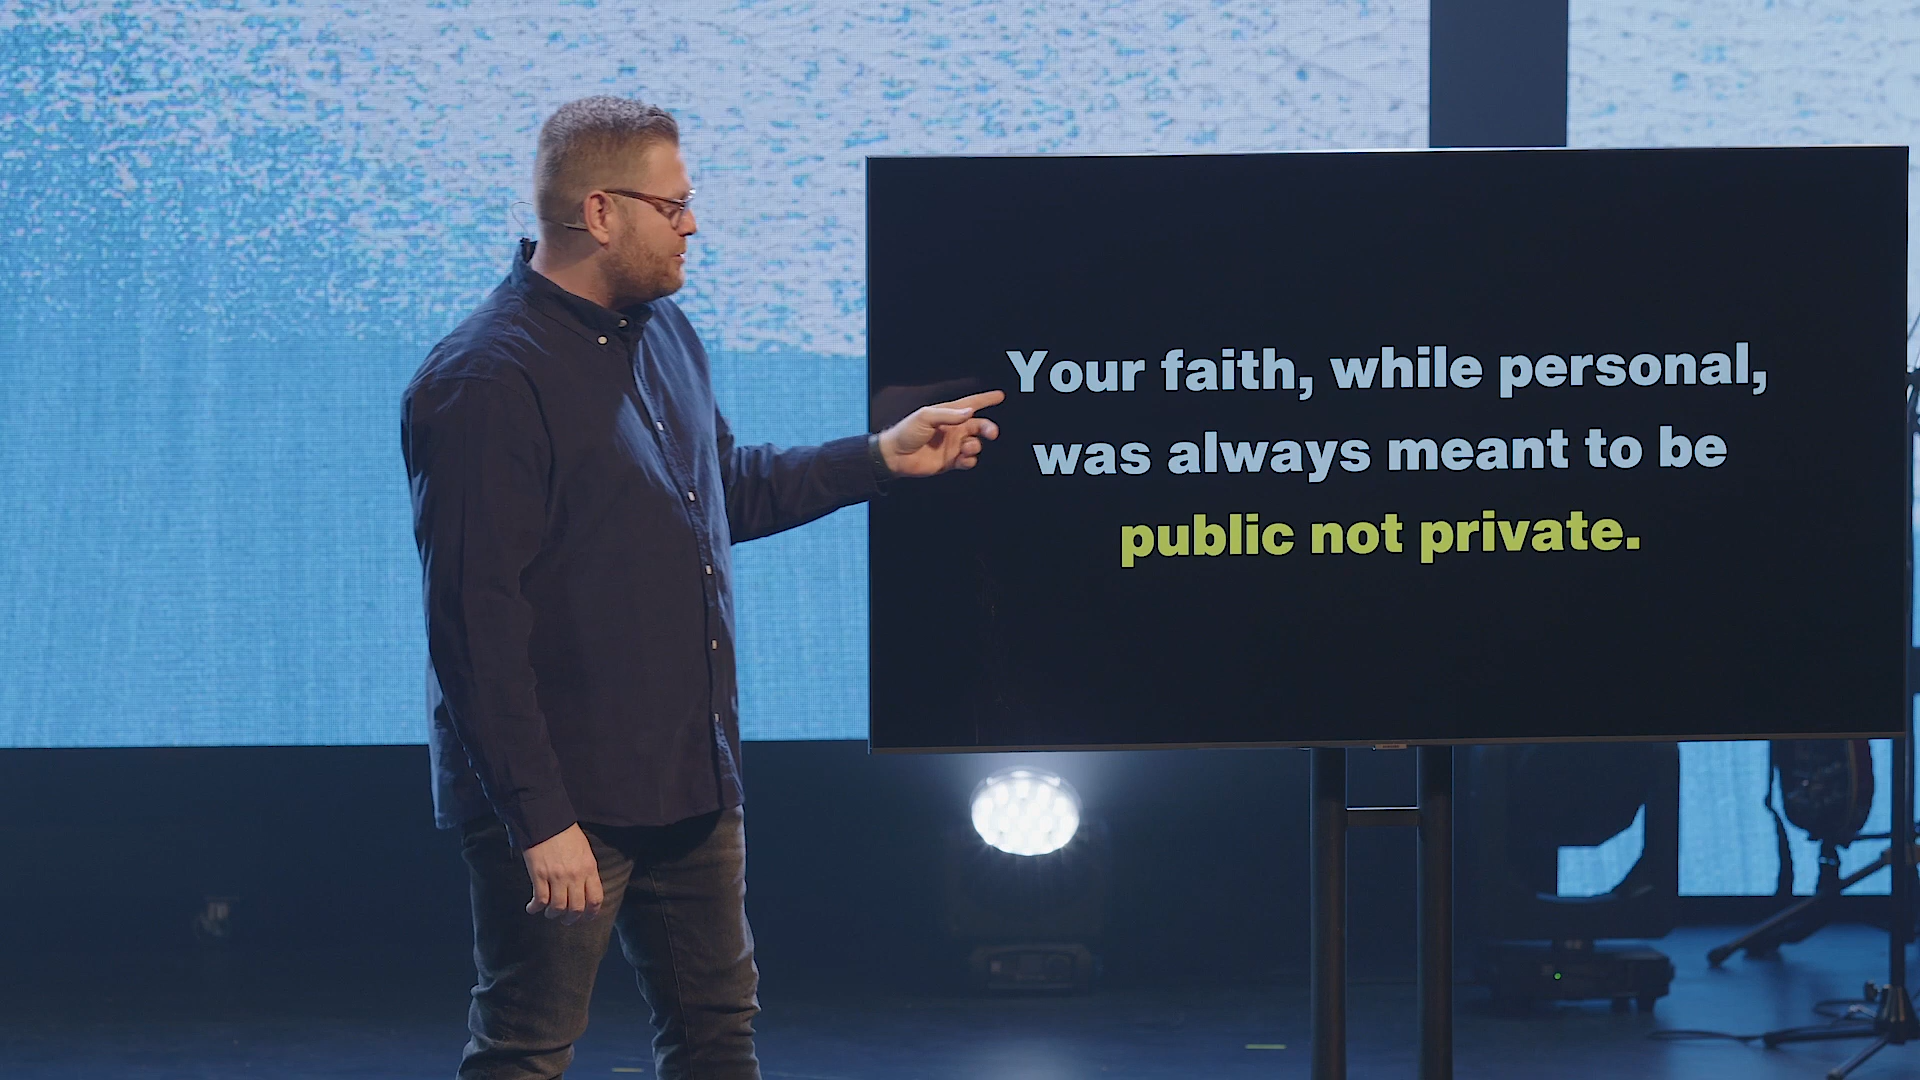 Your faith, while personal,
was always meant to be
public not private.